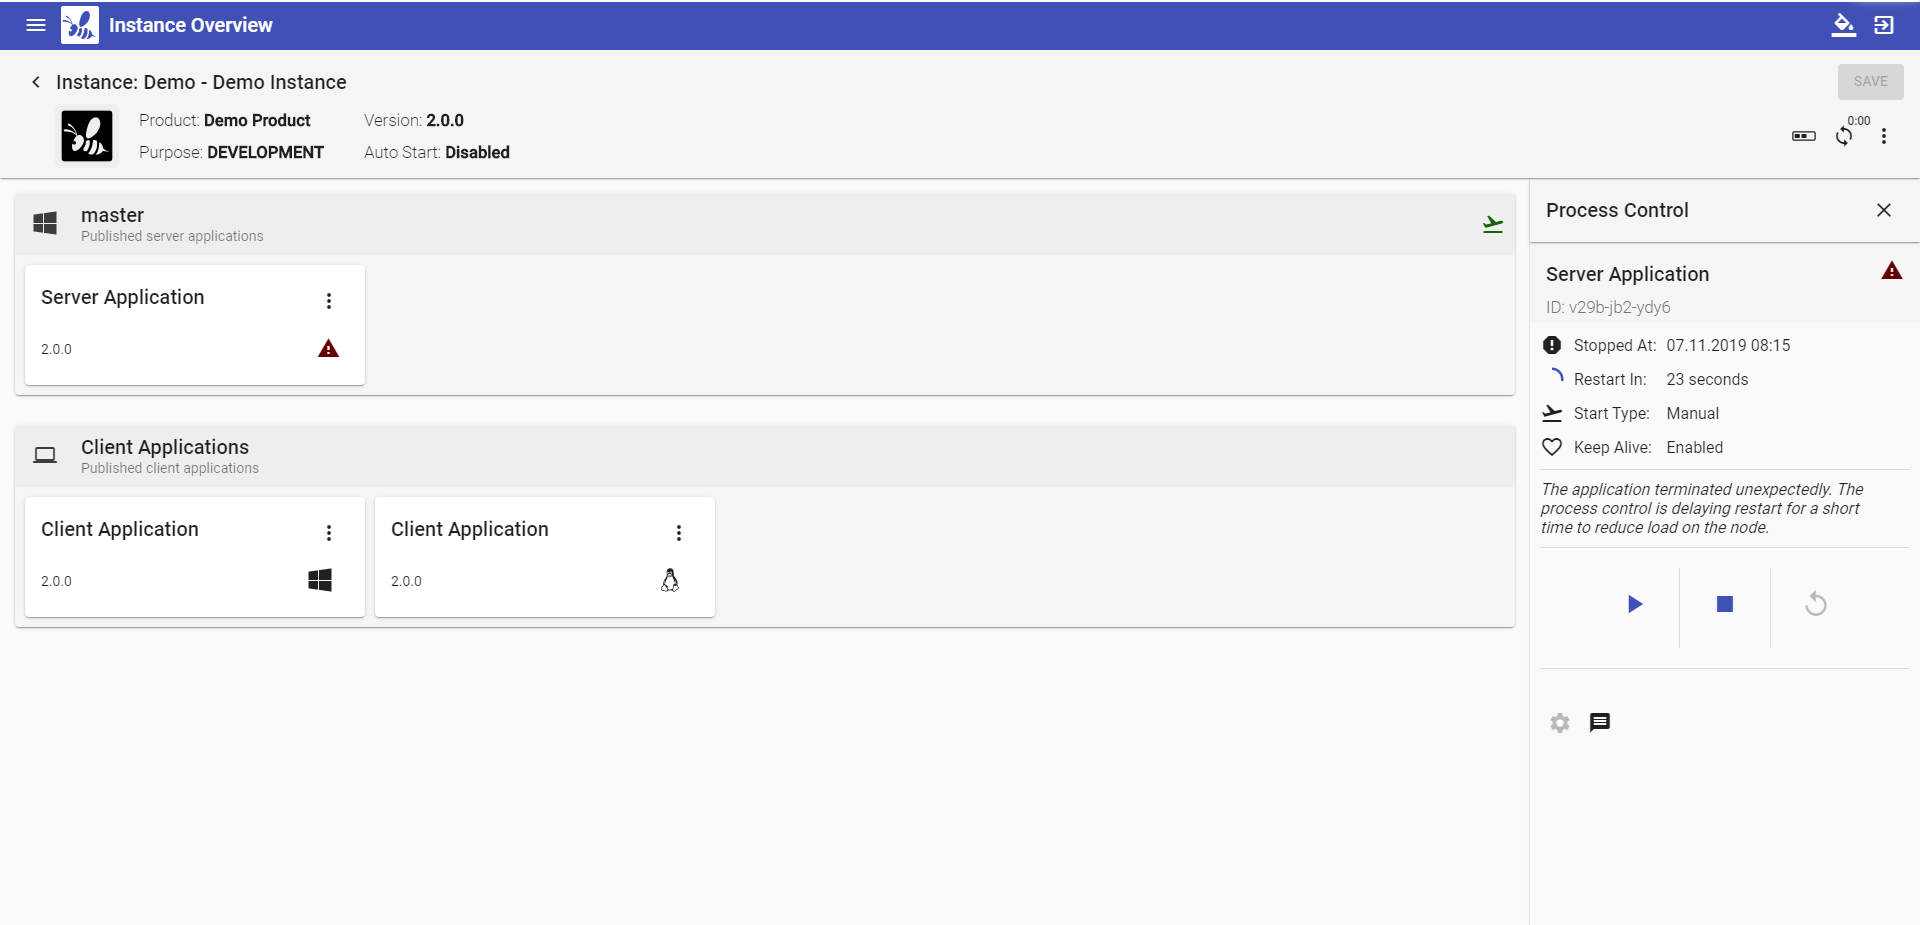 Instance Overview
Instance: Demo - Demo Instance
SAVE
Product: Demo Product
Version: 2.0.0
Purpose: DEVELOPMENT
Auto Start: Disabled
0:00
master
Published server applications
Server Application
2.0.0
Client Applications
Published client applications
Client Application
2.0.0
Client Application
2.0.0
Process Control
Server Application
ID: v29b-jb2-ydy6
Stopped At: 07.11.2019 08:15
Restart In: 23 seconds
Start Type: Manual
Keep Alive: Enabled
The application terminated unexpectedly. The
process control is delaying restart for a short
time to reduce load on the node.